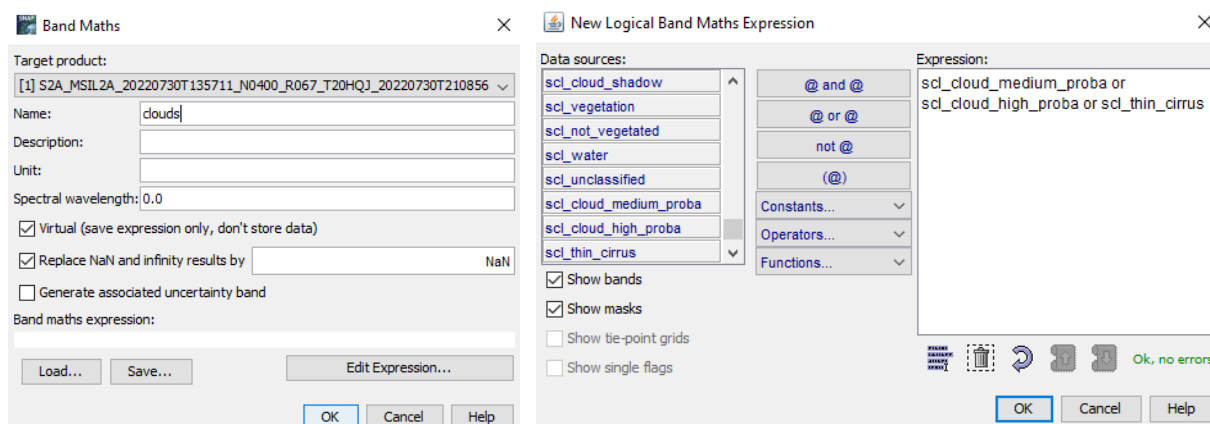 Band Maths
Target product:
[1] S2A_MSIL2A_20220730T135711_N0400_R067_T20HQJ_20220730T210856
Name: clouds
Description:
Unit:
Spectral wavelength: 0.0
Virtual (save expression only, don't store data)
Replace NaN and infinity results by NaN
Generate associated uncertainty band
Band maths expression:
Load... Save... Edit Expression...
OK Cancel Help
New Logical Band Maths Expression
Data sources:
scl_cloud_shadow
scl_vegetation
scl_not_vegetated
scl_water
scl_unclassified
scl_cloud_medium_proba
scl_cloud_high_proba
scl_thin_cirrus
Show bands
Show masks
Show tie-point grids
Show single flags
@ and @
@ or @
not @
(@)
Constants...
Operators...
Functions...
Expression:
scl_cloud_medium_proba or
scl_cloud_high_proba or scl_thin_cirrus
Ok, no errors
OK Cancel Help